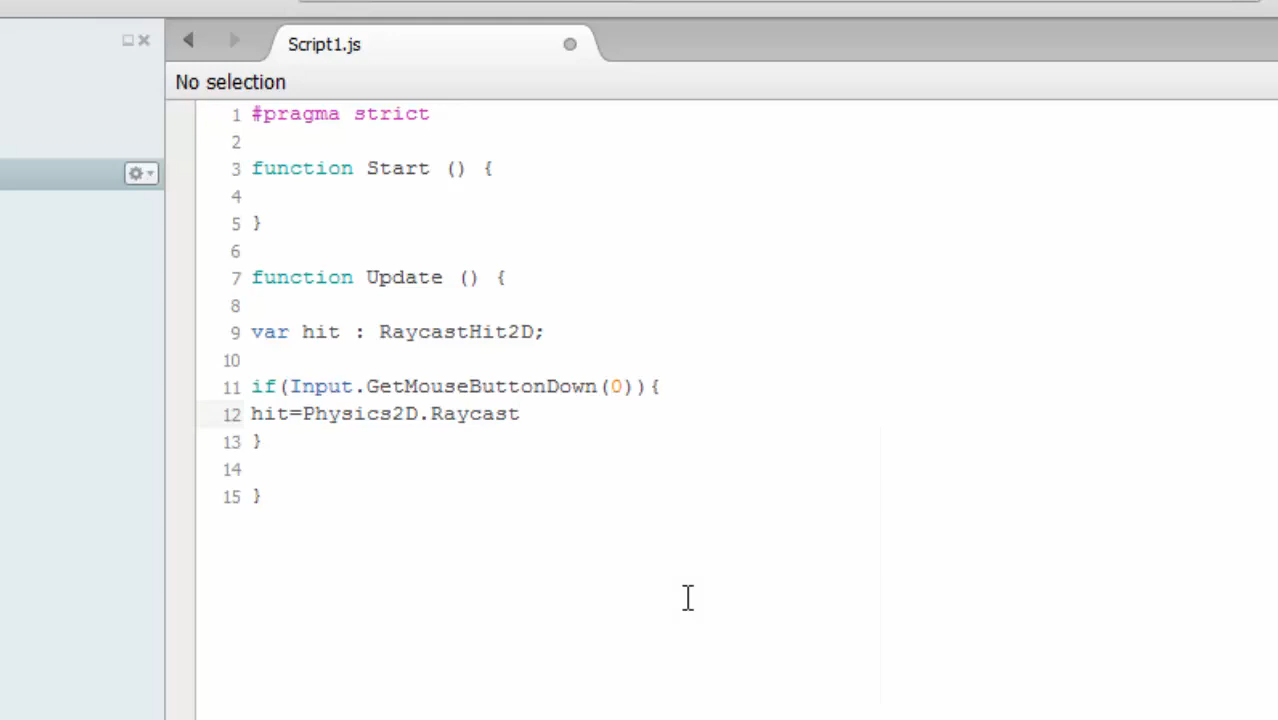 Script1.js
No selection
1 #pragma strict
2
3 function Start () {
4
5 }
6
7 function Update () {
8
9 var hit : RaycastHit2D;
10
11 if(Input.GetMouseButtonDown(0)){
12 hit=Physics2D.Raycast
13 }
14
15 }